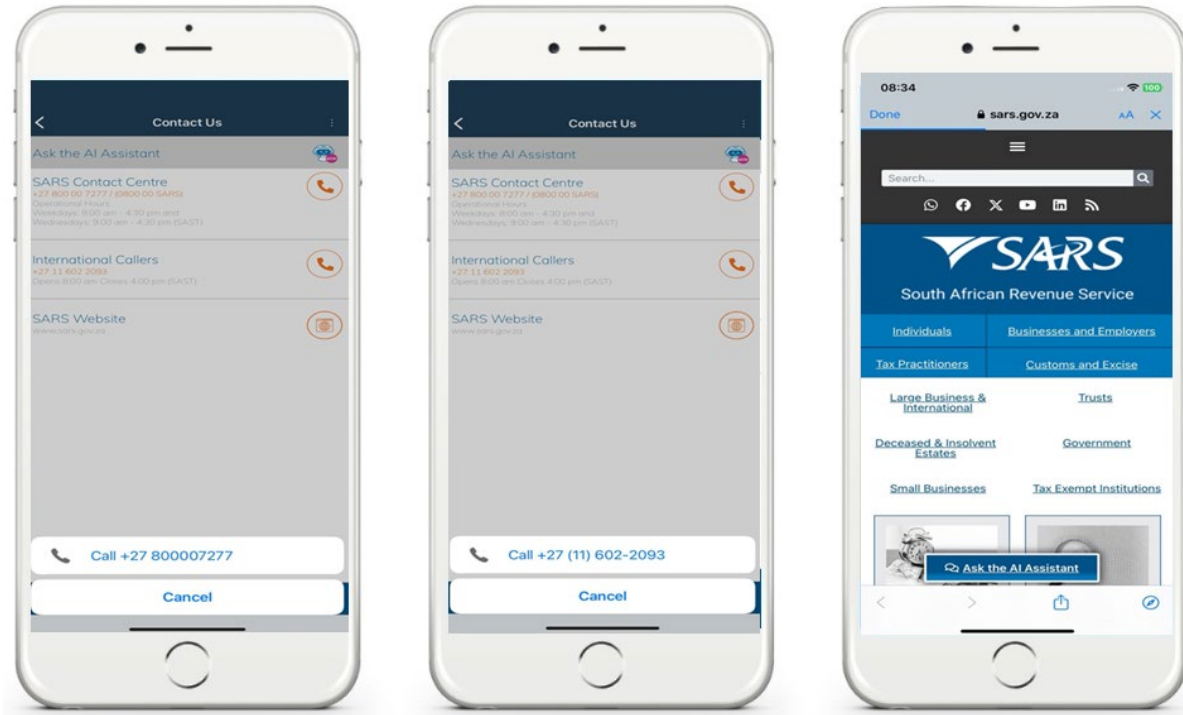 Contact Us
Ask the AI Assistant
SARS Contact Centre
+27 800 00 7277 / (0800 00 SARS)
Operational Hours
Weekdays: 8:00 am - 4:30 pm and
Wednesdays: 9:00 am - 4:30 pm (SAST)
International Callers
+27 11 602 2093
Opens 8:00 am Closes 4:00 pm (SAST)
SARS Website
www.sars.gov.za
Call +27 800007277
Cancel
Contact Us
Ask the AI Assistant
SARS Contact Centre
+27 800 00 7277 / (0800 00 SARS)
Operational Hours
Weekdays: 8:00 am - 4:30 pm and
Wednesdays: 9:00 am - 4:30 pm (SAST)
International Callers
+27 11 602 2093
Opens 8:00 am Closes 4:00 pm (SAST)
SARS Website
www.sars.gov.za
Call +27 (11) 602-2093
Cancel
08:34
100
Done
sars.gov.za
AA
Search...
SARS
South African Revenue Service
Individuals
Businesses and Employers
Tax Practitioners
Customs and Excise
Large Business &
International
Trusts
Deceased & Insolvent
Estates
Government
Small Businesses
Tax Exempt Institutions
Ask the AI Assistant